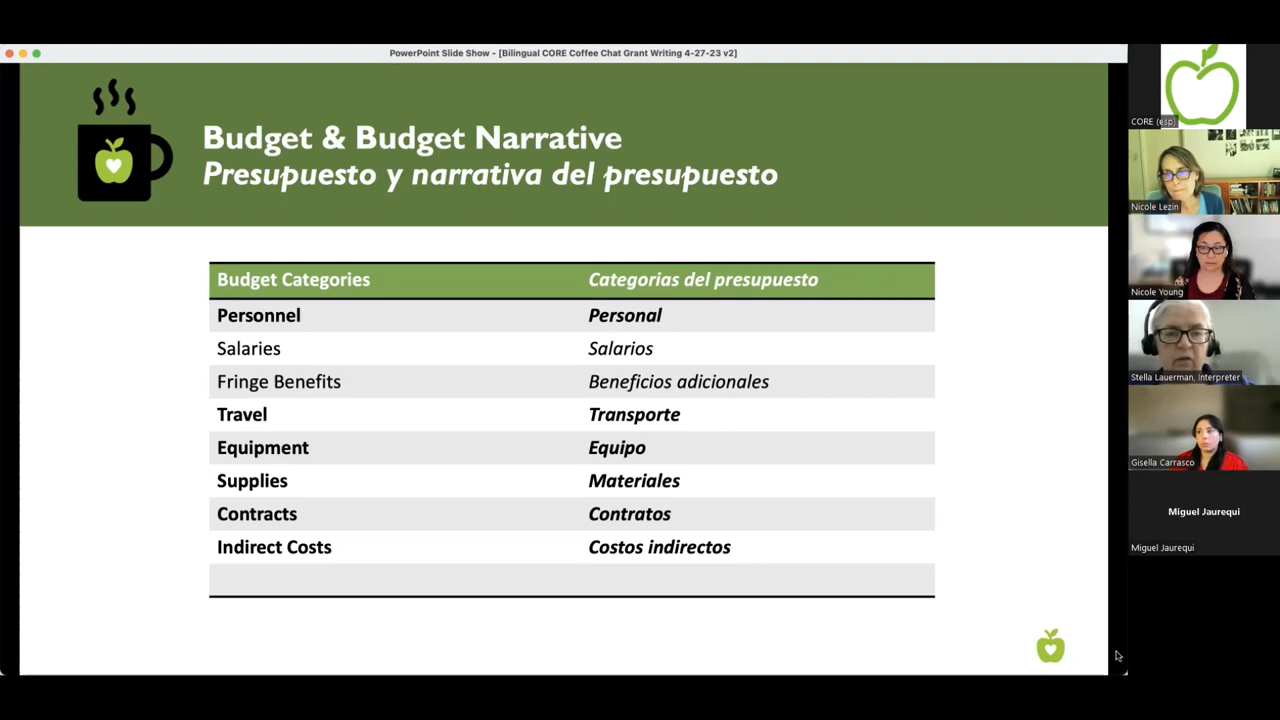 PowerPoint Slide Show - [Bilingual CORE Coffee Chat Grant Writing 4-27-23 v2]
Budget & Budget Narrative
Presupuesto y narrativa del presupuesto
Budget Categories Categorias del presupuesto
Personnel Personal
Salaries Salarios
Fringe Benefits Beneficios adicionales
Travel Transporte
Equipment Equipo
Supplies Materiales
Contracts Contratos
Indirect Costs Costos indirectos
CORE (esp)
Nicole Lezin
Nicole Young
Stella Lauerman, Interpreter
Gisella Carrasco
Miguel Jaurequi
Miguel Jaurequi